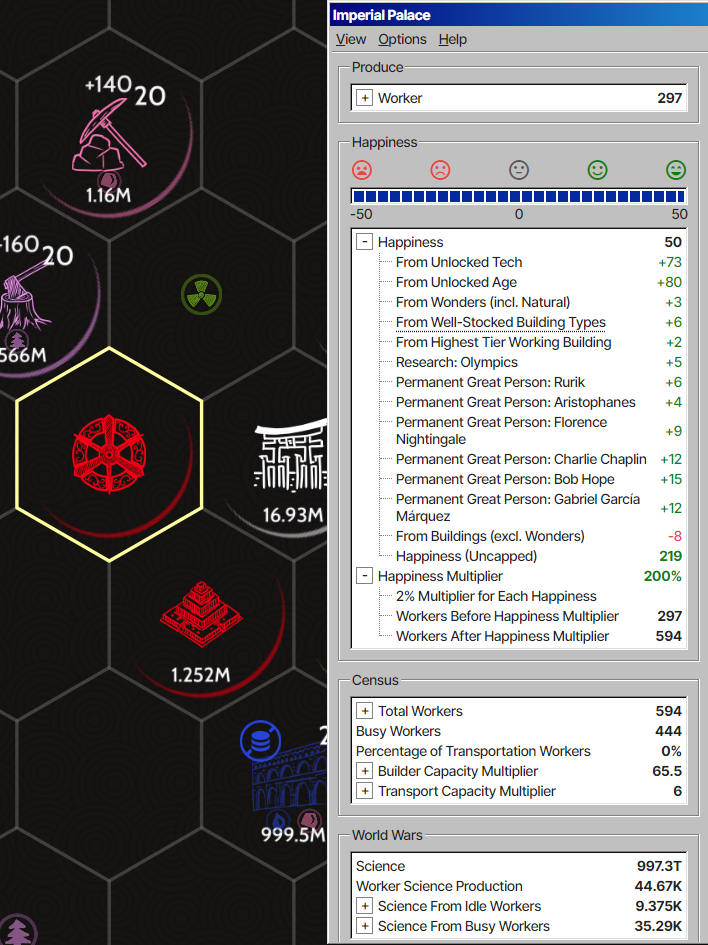 +140 20
1.16M
-160 20
566M
16.93M
1.252M
2
999.5M
Imperial Palace
View Options Help
Produce
+ Worker 297
Happiness
-50 0 50
- Happiness 50
From Unlocked Tech +73
From Unlocked Age +80
From Wonders (incl. Natural) +3
From Well-Stocked Building Types +6
From Highest Tier Working Building +2
Research: Olympics +5
Permanent Great Person: Rurik +6
Permanent Great Person: Aristophanes +4
Permanent Great Person: Florence
Nightingale +9
Permanent Great Person: Charlie Chaplin +12
Permanent Great Person: Bob Hope +15
Permanent Great Person: Gabriel García
Márquez +12
From Buildings (excl. Wonders) -8
Happiness (Uncapped) 219
- Happiness Multiplier 200%
2% Multiplier for Each Happiness
Workers Before Happiness Multiplier 297
Workers After Happiness Multiplier 594
Census
+ Total Workers 594
Busy Workers 444
Percentage of Transportation Workers 0%
+ Builder Capacity Multiplier 65.5
+ Transport Capacity Multiplier 6
World Wars
Science 997.3T
Worker Science Production 44.67K
+ Science From Idle Workers 9.375K
+ Science From Busy Workers 35.29K